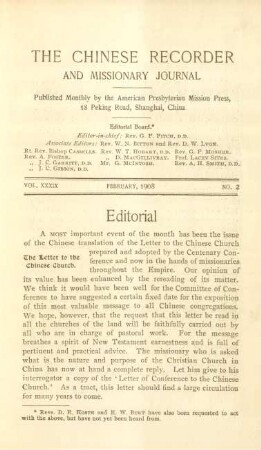 THE CHINESE RECORDER
AND MISSIONARY JOURNAL
Published Monthly by the American Presbyterian Mission Press,
18 Peking Road, Shanghai, China
Editorial Board.*
Editor-in-chief: Rev. G. F. FITCH, D.D.
Associate Editors: Rev. W. N. BITTON and Rev. D. W. LYON.
Rt. Rev. Bishop CASSELLS. Rev. W. T. HOBART, D.D. Rev. G. F. MOSHER.
Rev. A. FOSTER. „ D. MACGILLIVRAY. Prof. LACEY SITES.
„ J. C. GARRITT, D.D. Mr. G. MCINTOSH. Rev. A. H. SMITH, D.D.
„ J. C. GIBSON, D.D.
VOL. XXXIX FEBRUARY, 1908 NO. 2
Editorial
A MOST important event of the month has been the issue
of the Chinese translation of the Letter to the Chinese Church
The Letter to the
Chinese Church.
prepared and adopted by the Centenary Conference
and now in the hands of missionaries
throughout the Empire. Our opinion of
its value has been enhanced by the rereading of its matter.
We think it would have been well for the Committee of Conference
to have suggested a certain fixed date for the exposition
of this most valuable message to all Chinese congregations.
We hope, however, that the request that this letter be read in
all the churches of the land will be faithfully carried out by
all who are in charge of pastoral work. For the message
breathes a spirit of New Testament earnestness and is full of
pertinent and practical advice. The missionary who is asked
what is the nature and purpose of the Christian Church in
China has now at hand a complete reply. Let him give to his
interrogator a copy of the 'Letter of Conference to the Chinese
Church.' As a tract, this letter should find a large circulation
for many years to come.
* Revs. D. E. HOSTE and H. W. have also been requested to act
with the above, but have not yet been heard from.